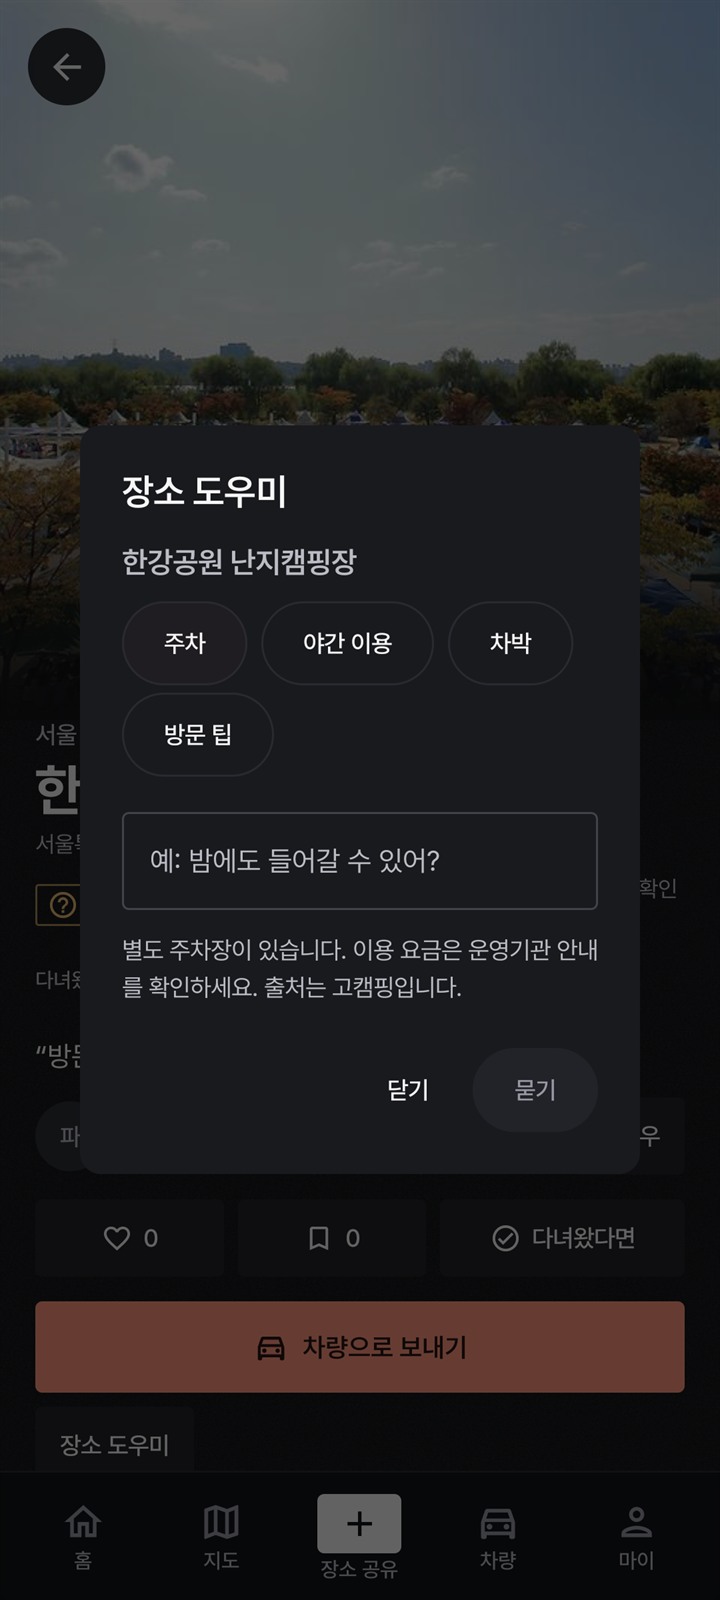 장소 도우미
한강공원 난지캠핑장
주차
야간 이용
차박
방문 팁
예: 밤에도 들어갈 수 있어?
별도 주차장이 있습니다. 이용 요금은 운영기관 안내
를 확인하세요. 출처는 고캠핑입니다.
닫기
묻기
서울
한
확인
0
0
다녀왔다면
차량으로 보내기
장소 도우미
홈
지도
장소 공유
차량
마이